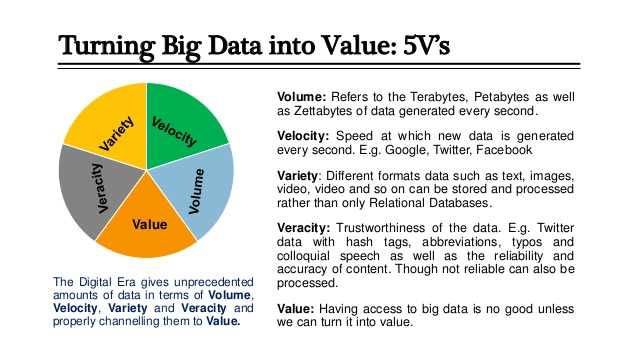 Turning Big Data into Value: 5V's
Variety
Velocity
Veracity
Volume
Value
The Digital Era gives unprecedented
amounts of data in terms of Volume,
Velocity, Variety and Veracity and
properly channelling them to Value.
Volume: Refers to the Terabytes, Petabytes as well
as Zettabytes of data generated every second.
Velocity: Speed at which new data is generated
every second. E.g. Google, Twitter, Facebook
Variety: Different formats data such as text, images,
video, video and so on can be stored and processed
rather than only Relational Databases.
Veracity: Trustworthiness of the data. E.g. Twitter
data with hash tags, abbreviations, typos and
colloquial speech as well as the reliability and
accuracy of content. Though not reliable can also be
processed.
Value: Having access to big data is no good unless
we can turn it into value.